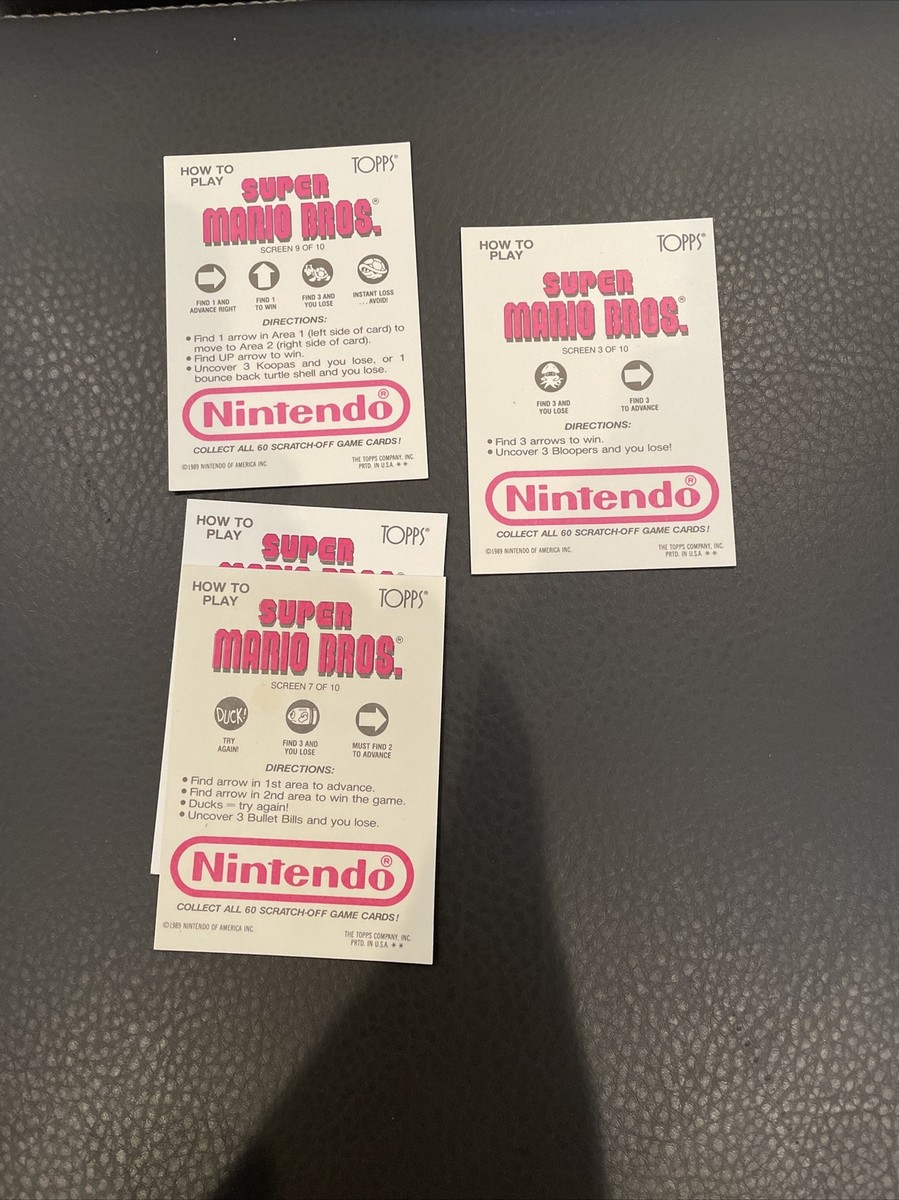 HOW TO
PLAY
TOPPS®
SUPER
MARIO BROS.®
SCREEN 9 OF 10
FIND 1 AND
ADVANCE RIGHT
FIND 1
TO WIN
FIND 3 AND
YOU LOSE
INSTANT LOSS
...AVOID!
DIRECTIONS:
• Find 1 arrow in Area 1 (left side of card) to
move to Area 2 (right side of card).
• Find UP arrow to win.
• Uncover 3 Koopas and you lose, or 1
bounce back turtle shell and you lose.
Nintendo®
COLLECT ALL 60 SCRATCH-OFF GAME CARDS!
©1989 NINTENDO OF AMERICA INC.
THE TOPPS COMPANY, INC.
PRTD. IN U.S.A. * *
HOW TO
PLAY
TOPPS®
SUPER
MARIO BROS.®
SCREEN 3 OF 10
FIND 3 AND
YOU LOSE
FIND 3
TO ADVANCE
DIRECTIONS:
• Find 3 arrows to win.
• Uncover 3 Bloopers and you lose!
Nintendo®
COLLECT ALL 60 SCRATCH-OFF GAME CARDS!
©1989 NINTENDO OF AMERICA INC.
THE TOPPS COMPANY, INC.
PRTD. IN U.S.A. * *
HOW TO
PLAY
TOPPS®
SUPER
MARIO BROS.
HOW TO
PLAY
TOPPS®
SUPER
MARIO BROS.®
SCREEN 7 OF 10
DUCK!
TRY
AGAIN!
FIND 3 AND
YOU LOSE
MUST FIND 2
TO ADVANCE
DIRECTIONS:
• Find arrow in 1st area to advance.
• Find arrow in 2nd area to win the game.
• Ducks = try again!
• Uncover 3 Bullet Bills and you lose.
Nintendo®
COLLECT ALL 60 SCRATCH-OFF GAME CARDS!
©1989 NINTENDO OF AMERICA INC.
THE TOPPS COMPANY, INC.
PRTD. IN U.S.A. * *